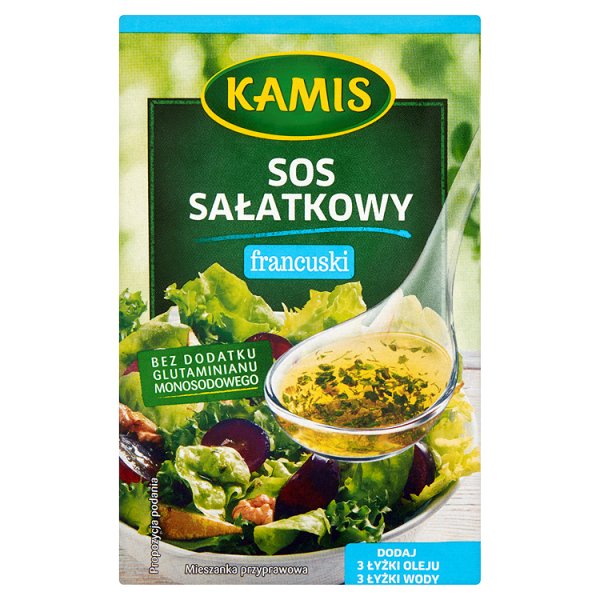 KAMIS
SOS
SAŁATKOWY
francuski
BEZ DODATKU
GLUTAMINIANU
MONOSODOWEGO
Propozycja podania
Mieszanka przyprawowa
DODAJ
3 ŁYŻKI OLEJU
3 ŁYŻKI WODY